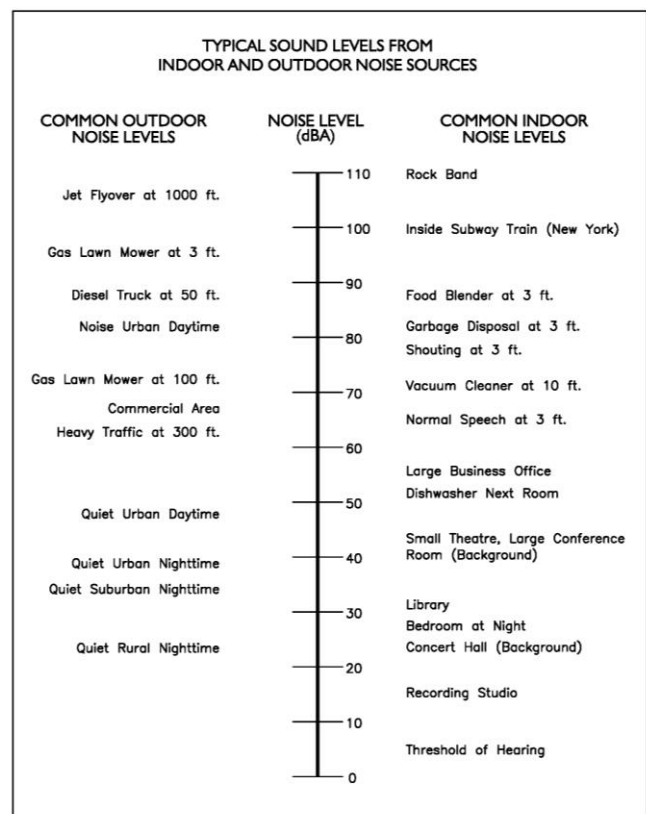 TYPICAL SOUND LEVELS FROM
INDOOR AND OUTDOOR NOISE SOURCES
COMMON OUTDOOR
NOISE LEVELS
NOISE LEVEL
(dBA)
COMMON INDOOR
NOISE LEVELS
110
Rock Band
Jet Flyover at 1000 ft.
100
Inside Subway Train (New York)
Gas Lawn Mower at 3 ft.
90
Diesel Truck at 50 ft.
Food Blender at 3 ft.
Noise Urban Daytime
Garbage Disposal at 3 ft.
80
Shouting at 3 ft.
Gas Lawn Mower at 100 ft.
Vacuum Cleaner at 10 ft.
70
Commercial Area
Normal Speech at 3 ft.
Heavy Traffic at 300 ft.
60
Large Business Office
Dishwasher Next Room
50
Quiet Urban Daytime
Small Theatre, Large Conference
Room (Background)
40
Quiet Urban Nighttime
Quiet Suburban Nighttime
Library
30
Bedroom at Night
Quiet Rural Nighttime
Concert Hall (Background)
20
Recording Studio
10
Threshold of Hearing
0